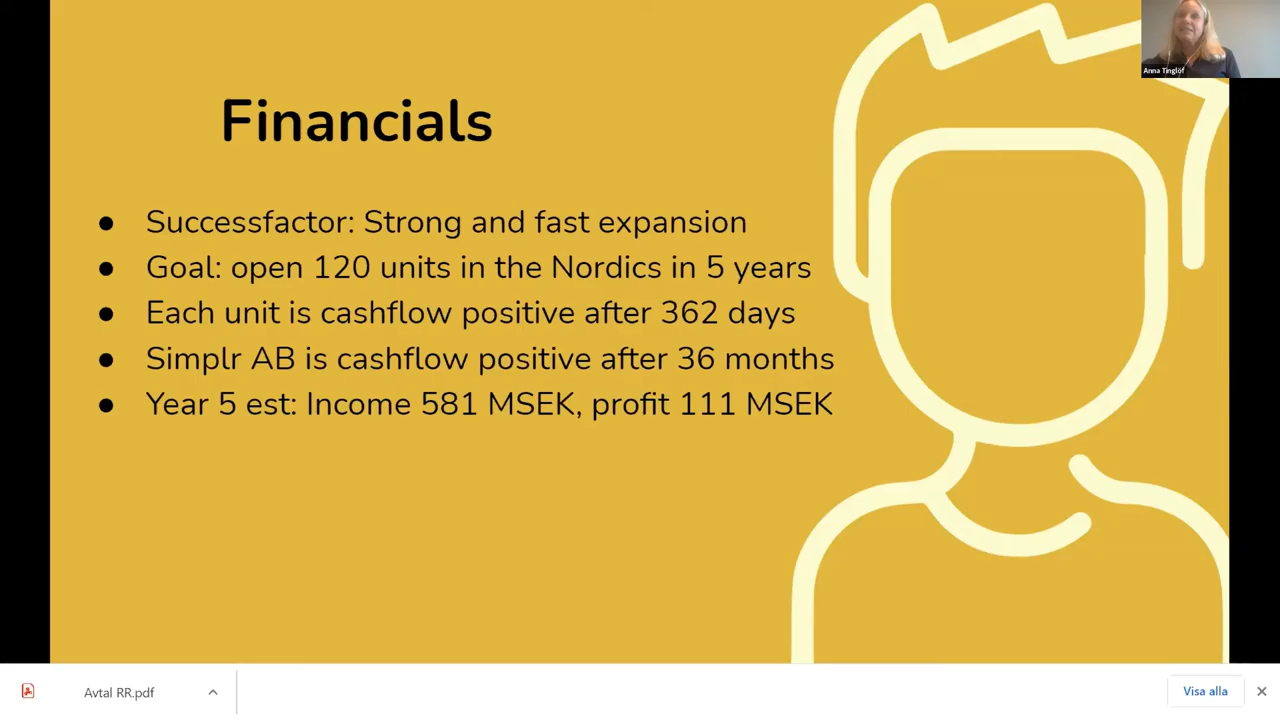 Anna Tinglöf
Financials
● Successfactor: Strong and fast expansion
● Goal: open 120 units in the Nordics in 5 years
● Each unit is cashflow positive after 362 days
● Simplr AB is cashflow positive after 36 months
● Year 5 est: Income 581 MSEK, profit 111 MSEK
Avtal RR.pdf
Visa alla